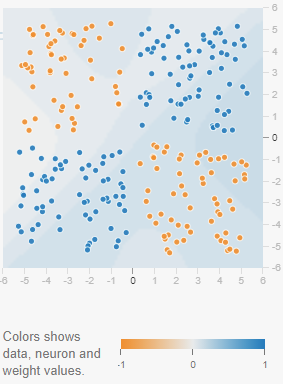 6
5
4
3
2
1
0
-1
-2
-3
-4
-5
-6
-6 -5 -4 -3 -2 -1 0 1 2 3 4 5 6
Colors shows
data, neuron and
weight values.
-1 0 1